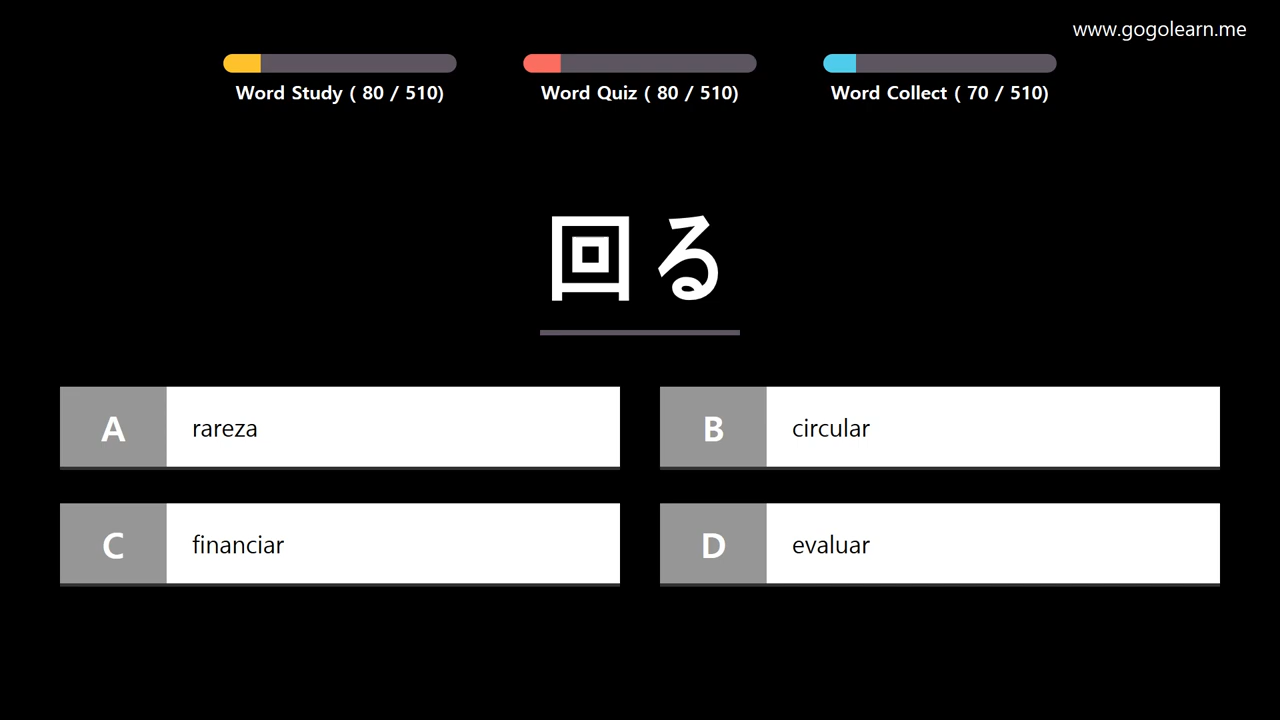 www.gogolearn.me
Word Study ( 80 / 510)
Word Quiz ( 80 / 510)
Word Collect ( 70 / 510)
回る
A rareza
B circular
C financiar
D evaluar